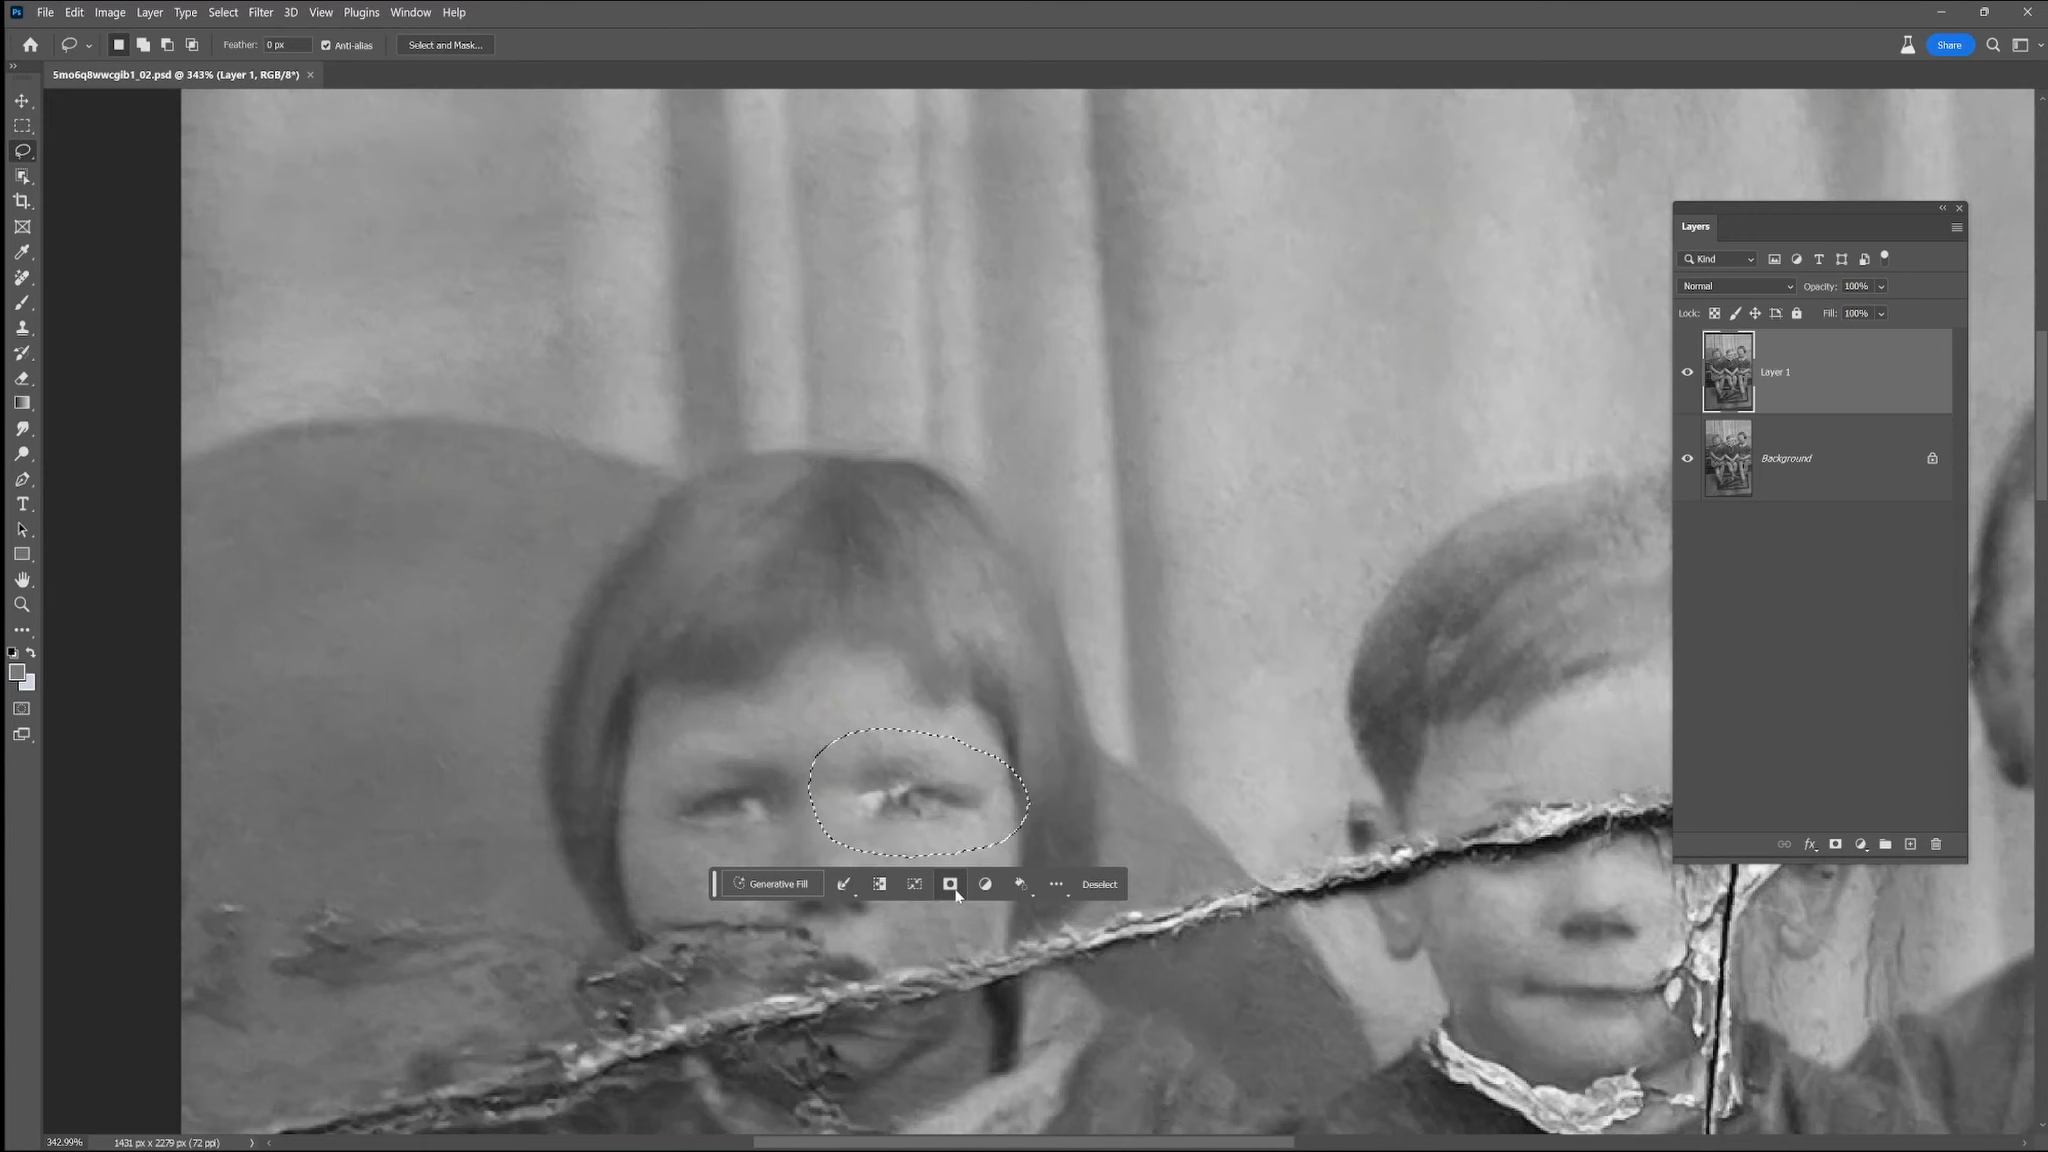 Ps File Edit Image Layer Type Select Filter 3D View Plugins Window Help
Feather: 0 px Anti-alias Select and Mask... Share
5mo6q8wwcgib1_02.psd @ 343% (Layer 1, RGB/8*) ×
Layers
Kind
Normal Opacity: 100%
Lock: Fill: 100%
Layer 1
Background
Generative Fill Deselect
342.99% 1431 px x 2279 px (72 ppi)